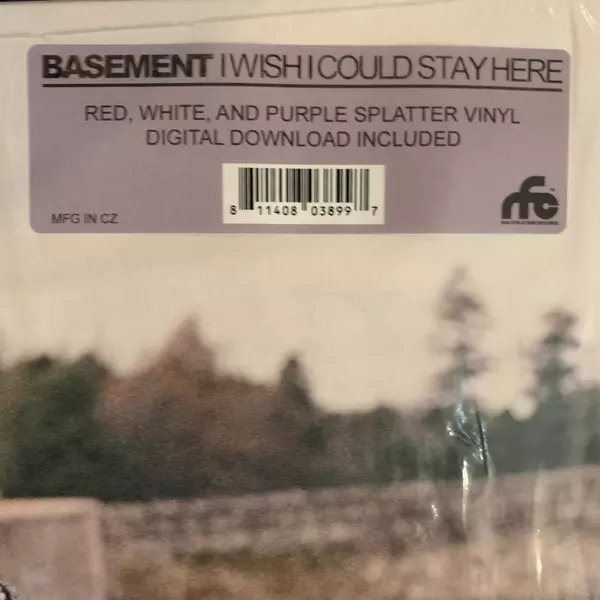 BASEMENT I WISH I COULD STAY HERE
RED, WHITE, AND PURPLE SPLATTER VINYL
DIGITAL DOWNLOAD INCLUDED
8 11408 03899 7
MFG IN CZ
rfc